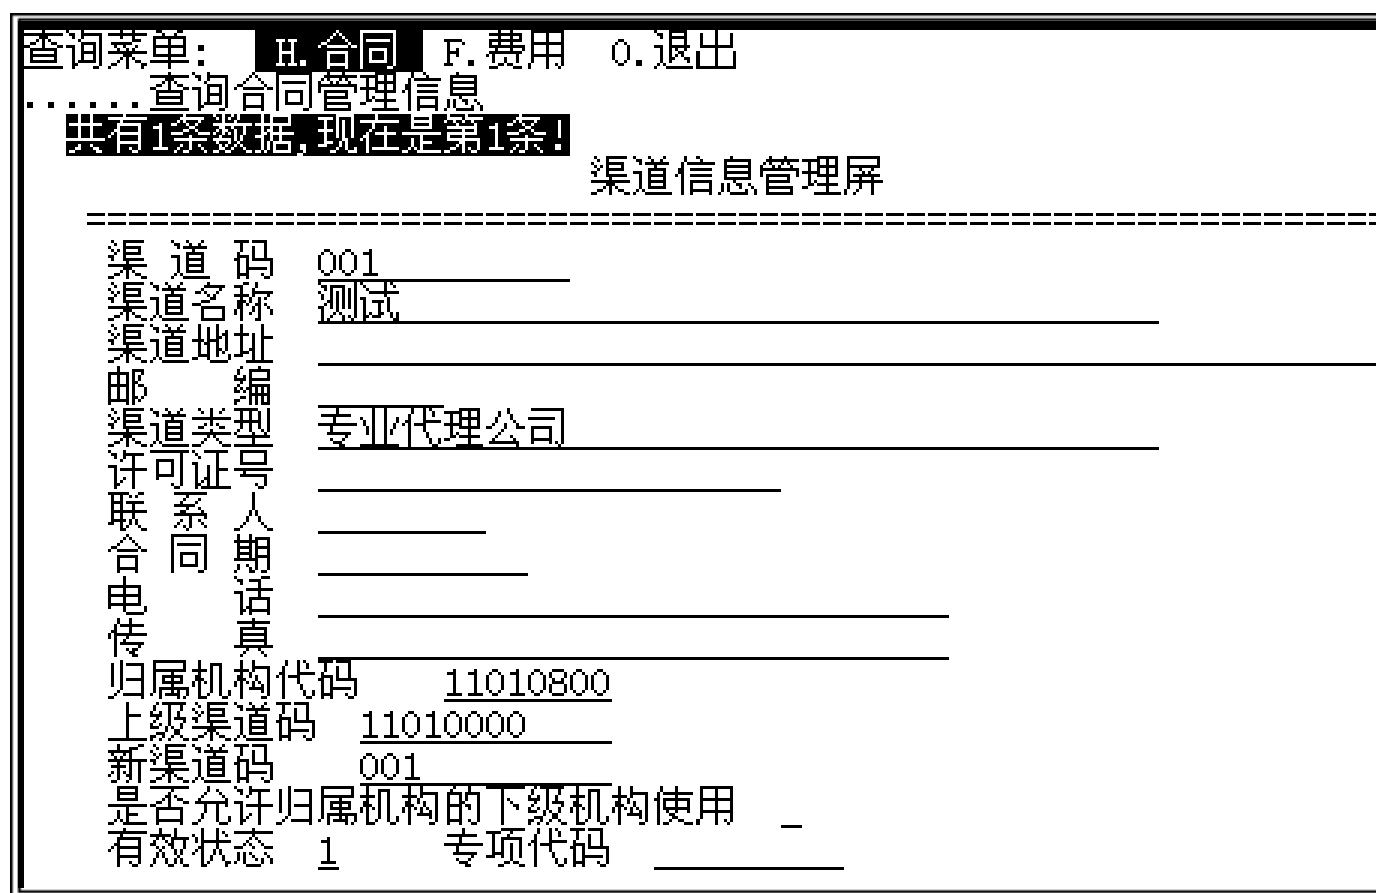 查询菜单: H.合同 F.费用 O.退出
......查询合同管理信息
共有1条数据,现在是第1条!
渠道信息管理屏
=============================================================
渠 道 码 001
渠道名称 测试
渠道地址
邮 编
渠道类型 专业代理公司
许可证号
联 系 人
合 同 期
电 话
传 真
归属机构代码 11010800
上级渠道码 11010000
新渠道码 001
是否允许归属机构的下级机构使用 _
有效状态 1 专项代码